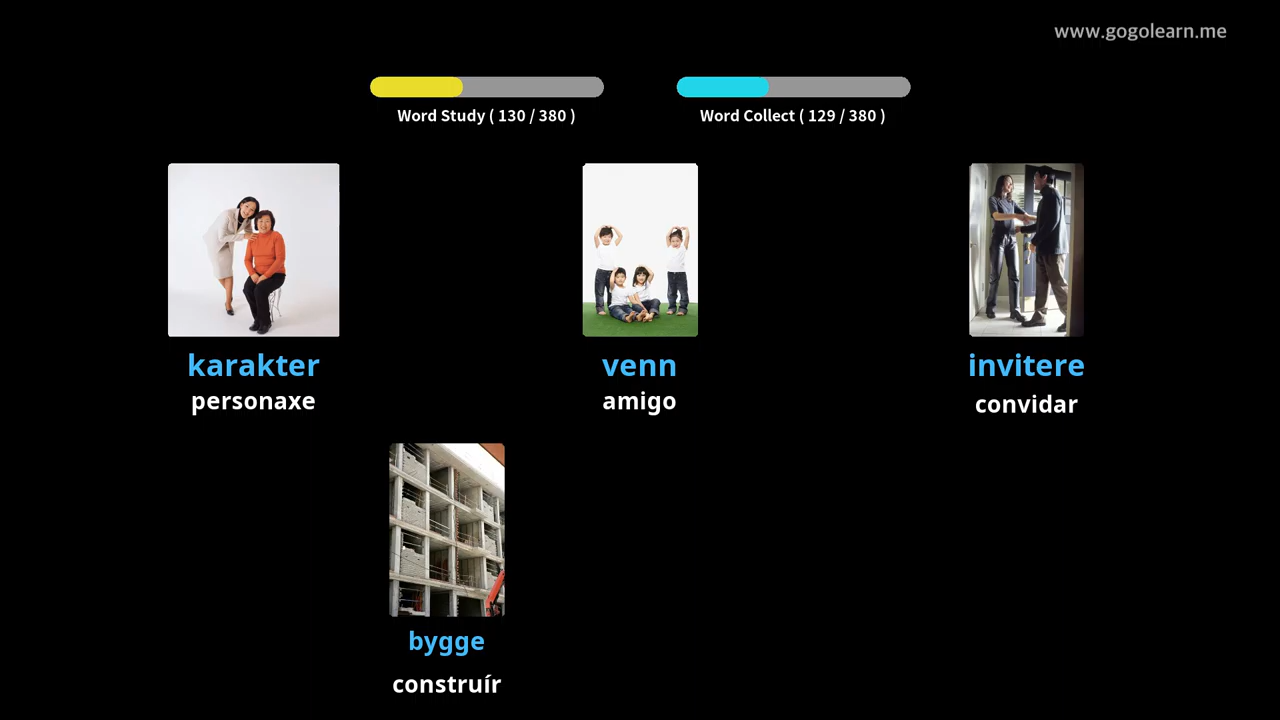 www.gogolearn.me
Word Study ( 130 / 380 )
Word Collect ( 129 / 380 )
karakter
personaxe
venn
amigo
invitere
convidar
bygge
construír